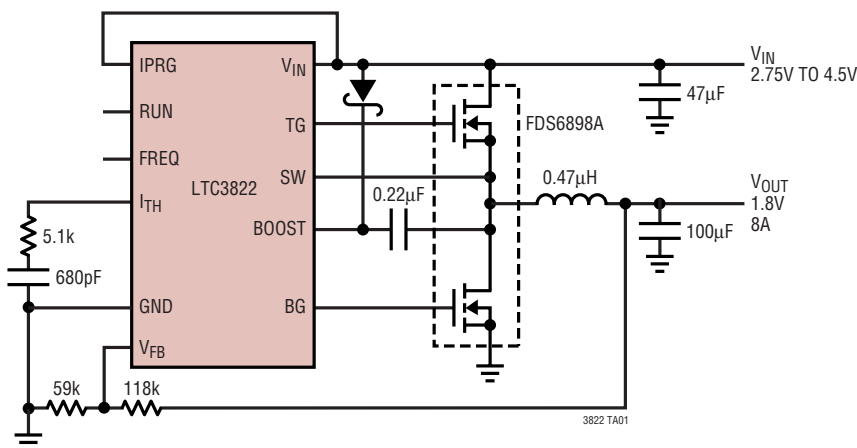 IPRG
RUN
FREQ
ITH
GND
VFB
LTC3822
VIN
TG
SW
BOOST
BG
5.1k
680pF
59k
118k
0.22µF
FDS6898A
0.47µH
47µF
100µF
VIN
2.75V TO 4.5V
VOUT
1.8V
8A
3822 TA01